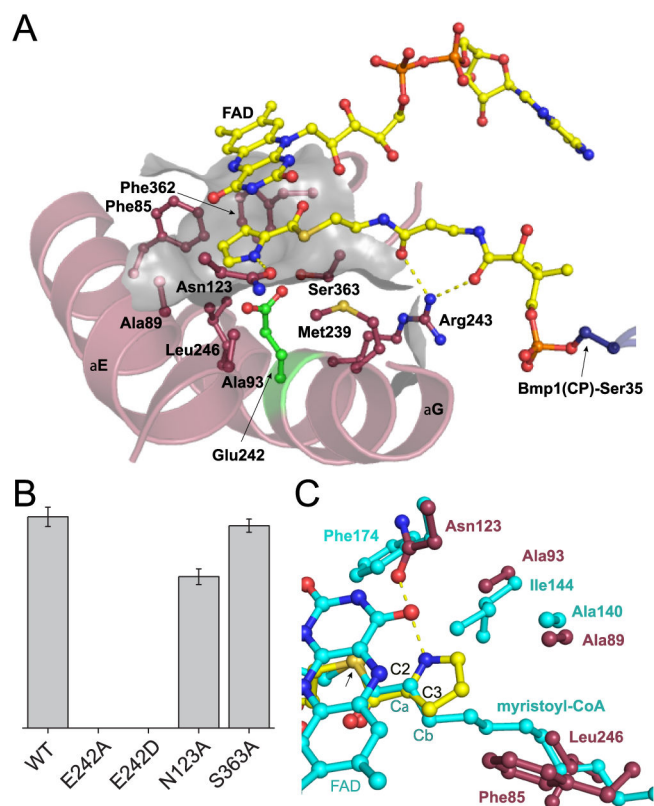 A
FAD
Phe362
Phe85
Asn123
Ser363
Ala89
Met239
Arg243
aE
Leu246
Ala93
Bmp1(CP)-Ser35
aG
Glu242
B
WT
E242A
E242D
N123A
S363A
C
Phe174
Asn123
Ala93
Ile144
Ala140
Ala89
C2
Ca
C3
Cb
myristoyl-CoA
Leu246
FAD
Phe85